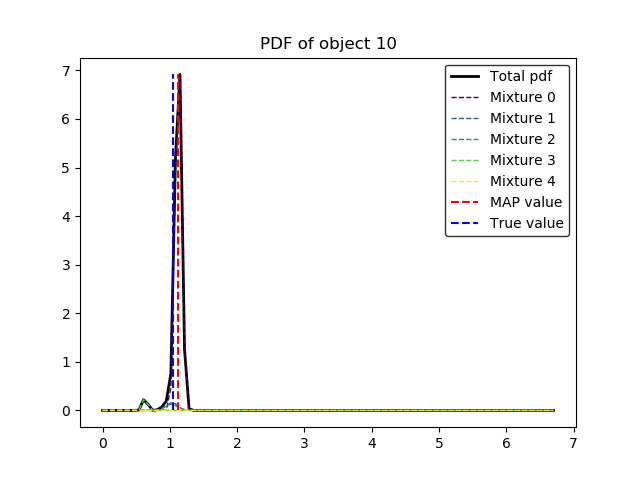 PDF of object 10
Total pdf
Mixture 0
Mixture 1
Mixture 2
Mixture 3
Mixture 4
MAP value
True value
7
6
5
4
3
2
1
0
0 1 2 3 4 5 6 7